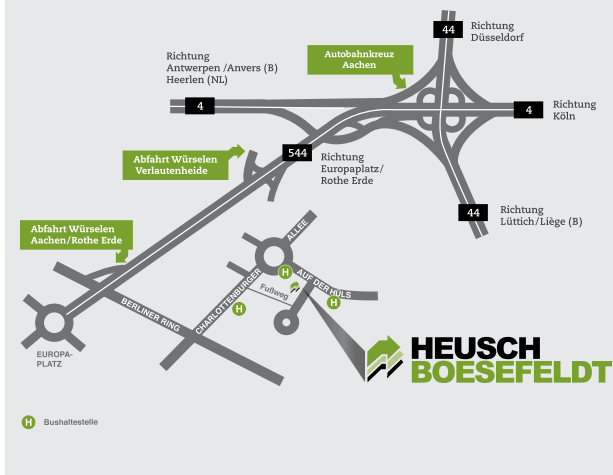 44
Richtung
Düsseldorf
Autobahnkreuz
Aachen
Richtung
Antwerpen /Anvers (B)
Heerlen (NL)
4
4
Richtung
Köln
544
Richtung
Europaplatz/
Rothe Erde
Abfahrt Würselen
Verlautenheide
44
Richtung
Lüttich/Liège (B)
Abfahrt Würselen
Aachen/Rothe Erde
ALLEE
AUF DER HÜLS
CHARLOTTENBURGER
Fußweg
H
H
H
BERLINER RING
EUROPA-
PLATZ
HEUSCH
BOESEFELDT
H Bushaltestelle